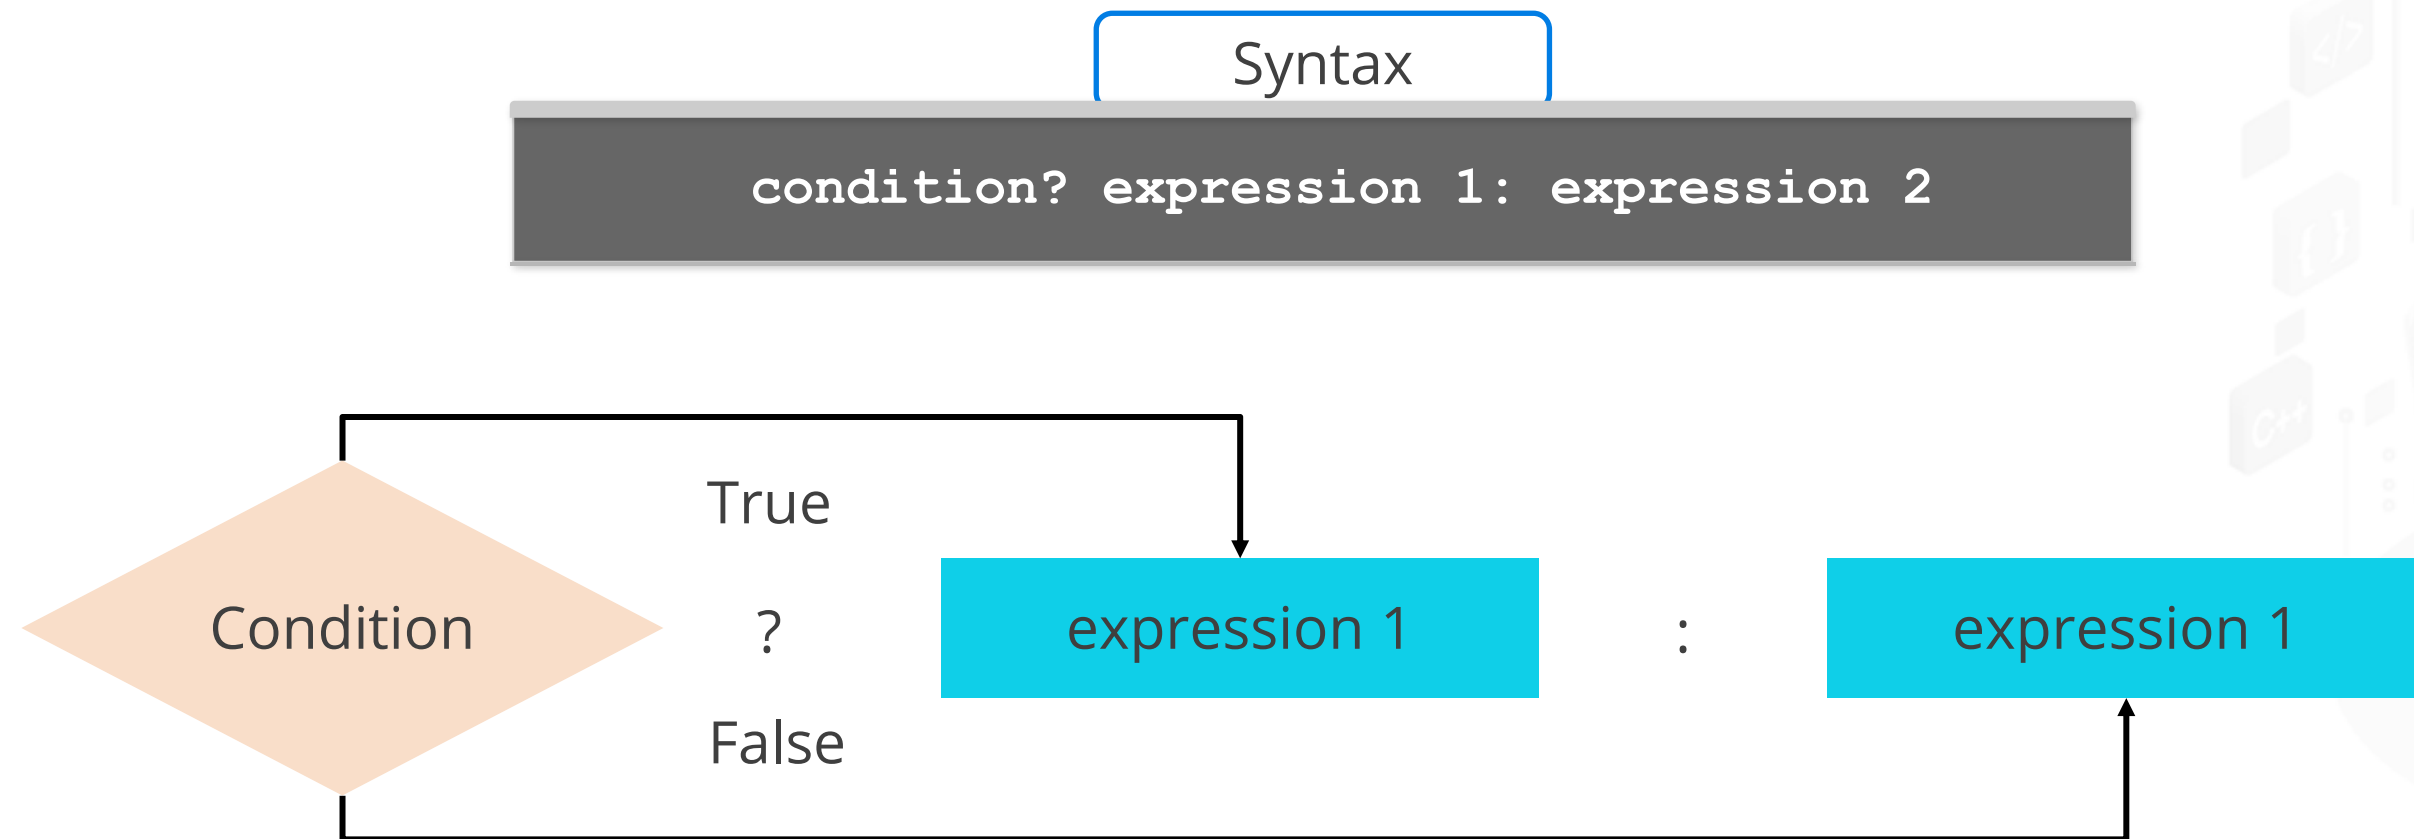 Syntax
condition? expression 1: expression 2
True
Condition ? expression 1 : expression 1
False
</>
{ }
C++